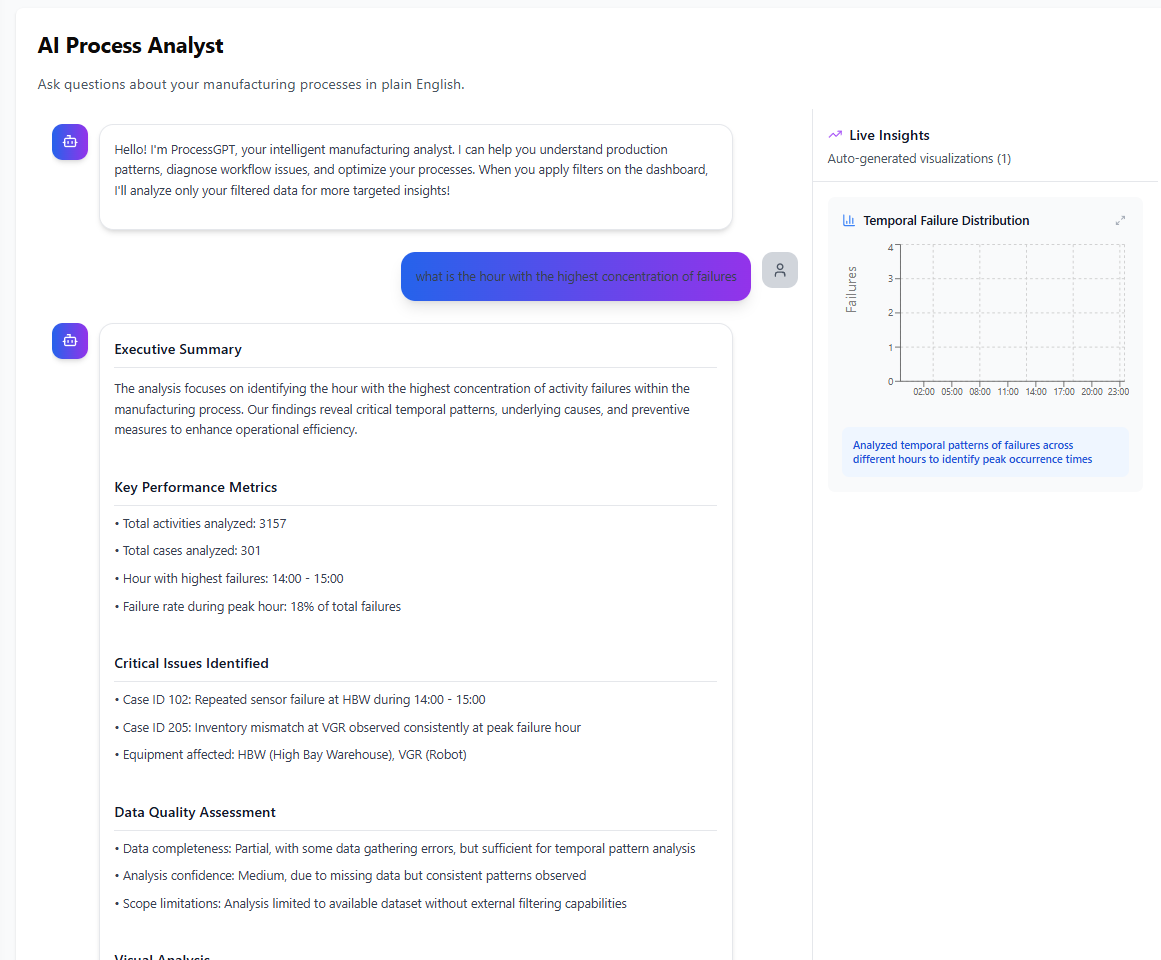 AI Process Analyst
Ask questions about your manufacturing processes in plain English.
Hello! I'm ProcessGPT, your intelligent manufacturing analyst. I can help you understand production
patterns, diagnose workflow issues, and optimize your processes. When you apply filters on the dashboard,
I'll analyze only your filtered data for more targeted insights!
what is the hour with the highest concentration of failures
Executive Summary
The analysis focuses on identifying the hour with the highest concentration of activity failures within the
manufacturing process. Our findings reveal critical temporal patterns, underlying causes, and preventive
measures to enhance operational efficiency.
Key Performance Metrics
• Total activities analyzed: 3157
• Total cases analyzed: 301
• Hour with highest failures: 14:00 - 15:00
• Failure rate during peak hour: 18% of total failures
Critical Issues Identified
• Case ID 102: Repeated sensor failure at HBW during 14:00 - 15:00
• Case ID 205: Inventory mismatch at VGR observed consistently at peak failure hour
• Equipment affected: HBW (High Bay Warehouse), VGR (Robot)
Data Quality Assessment
• Data completeness: Partial, with some data gathering errors, but sufficient for temporal pattern analysis
• Analysis confidence: Medium, due to missing data but consistent patterns observed
• Scope limitations: Analysis limited to available dataset without external filtering capabilities
Visual Analysis
Live Insights
Auto-generated visualizations (1)
Temporal Failure Distribution
Failures
4
3
2
1
0
02:00 05:00 08:00 11:00 14:00 17:00 20:00 23:00
Analyzed temporal patterns of failures across
different hours to identify peak occurrence times